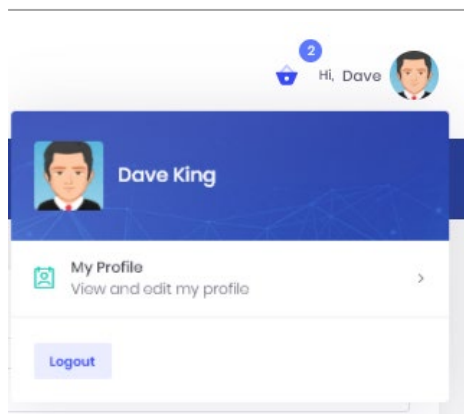 2
Hi, Dave
Dave King
My Profile
View and edit my profile
Logout